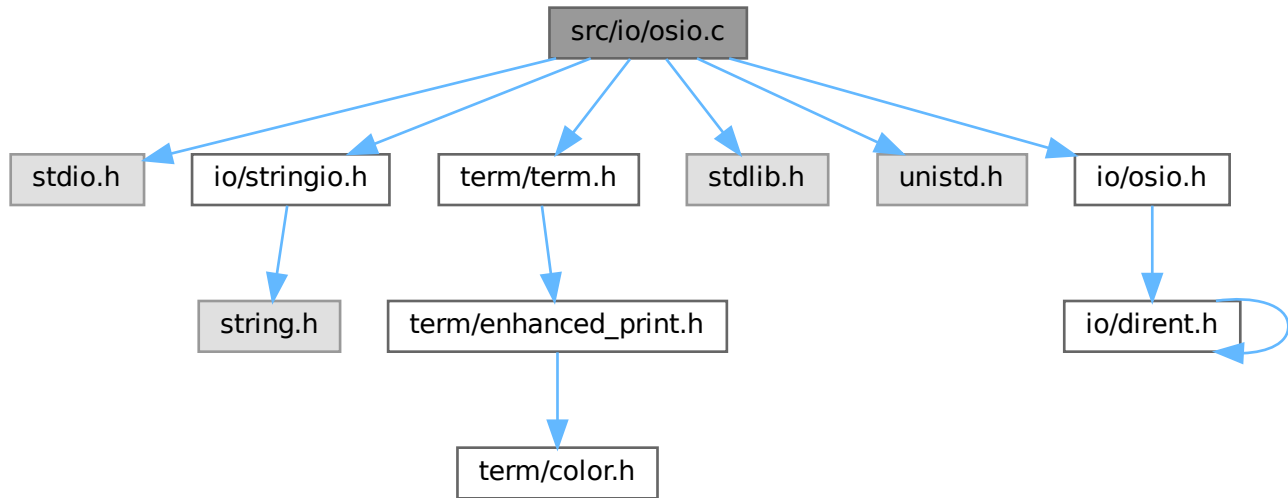 src/io/osio.c
stdio.h
io/stringio.h
term/term.h
stdlib.h
unistd.h
io/osio.h
string.h
term/enhanced_print.h
io/dirent.h
term/color.h